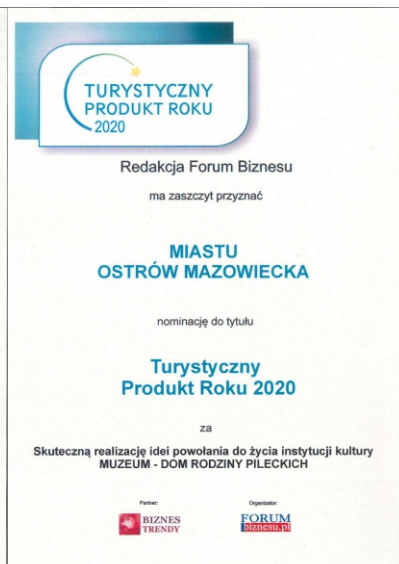 TURYSTYCZNY
PRODUKT ROKU
2020
Redakcja Forum Biznesu
ma zaszczyt przyznać
MIASTU
OSTRÓW MAZOWIECKA
nominację do tytułu
Turystyczny
Produkt Roku 2020
za
Skuteczną realizację idei powołania do życia instytucji kultury
MUZEUM - DOM RODZINY PILECKICH
Partner:
Organizator:
BIZNES
TRENDY
FORUM
biznesu.pl